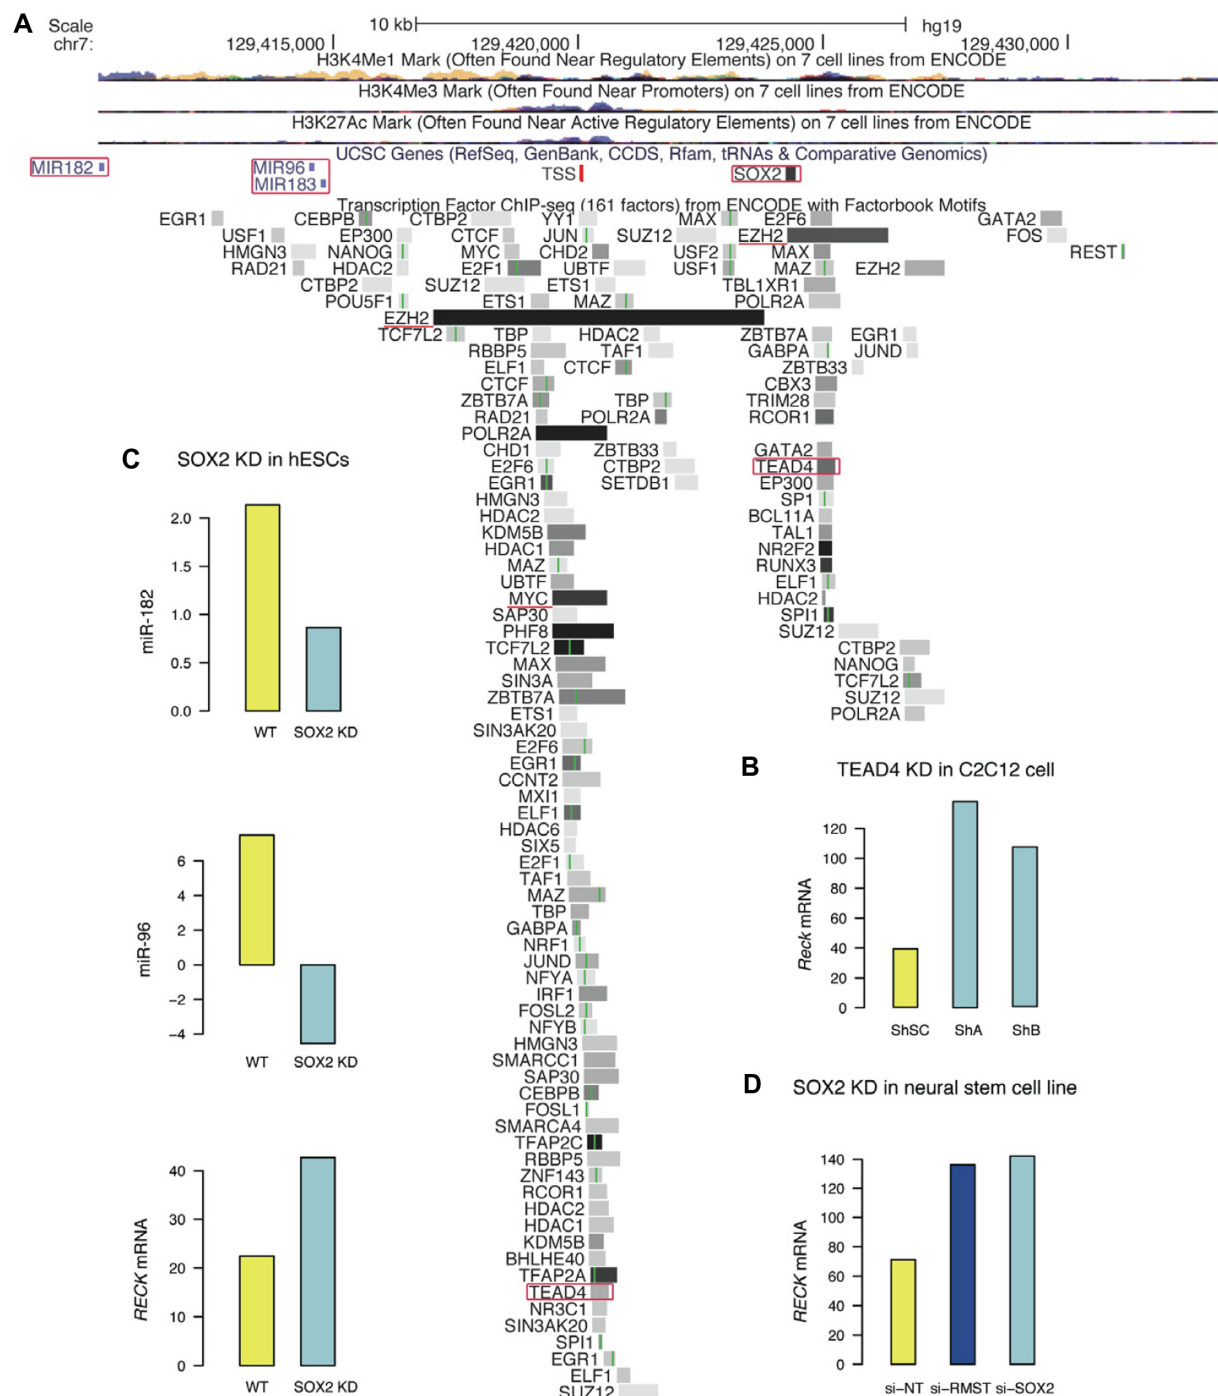 A
Scale
10 kb
hg19
chr7:
129,415,000
129,420,000
129,425,000
129,430,000
H3K4Me1 Mark (Often Found Near Regulatory Elements) on 7 cell lines from ENCODE
H3K4Me3 Mark (Often Found Near Promoters) on 7 cell lines from ENCODE
H3K27Ac Mark (Often Found Near Active Regulatory Elements) on 7 cell lines from ENCODE
UCSC Genes (RefSeq, GenBank, CCDS, Rfam, tRNAs & Comparative Genomics)
MIR182 MIR96 TSS SOX2
MIR183
Transcription Factor ChIP-seq (161 factors) from ENCODE with Factorbook Motifs
EGR1 CEBPB CTBP2 YY1 MAX E2F6 GATA2
USF1 EP300 CTCF JUN SUZ12 EZH2 FOS
HMGN3 NANOG MYC CHD2 USF2 MAX REST
RAD21 HDAC2 E2F1 UBTF USF1 MAZ EZH2
CTBP2 SUZ12 ETS1 TBL1XR1
POU5F1 ETS1 MAZ POLR2A
EZH2
TCF7L2 TBP HDAC2 ZBTB7A EGR1
RBBP5 TAF1 GABPA JUND
ELF1 CTCF ZBTB33
CTCF CBX3
ZBTB7A TBP TRIM28
RAD21 POLR2A RCOR1
POLR2A
CHD1 ZBTB33 GATA2
E2F6 CTBP2 TEAD4
EGR1 SETDB1 EP300
HMGN3 SP1
HDAC2 BCL11A
KDM5B TAL1
HDAC1 NR2F2
MAZ RUNX3
UBTF ELF1
MYC HDAC2
SAP30 SPI1
PHF8 SUZ12
TCF7L2 CTBP2
MAX NANOG
SIN3A TCF7L2
ZBTB7A SUZ12
ETS1 POLR2A
SIN3AK20
E2F6
EGR1
CCNT2
MXI1
ELF1
HDAC6
SIX5
E2F1
TAF1
MAZ
TBP
GABPA
NRF1
JUND
NFYA
IRF1
FOSL2
NFYB
HMGN3
SMARCC1
SAP30
CEBPB
FOSL1
SMARCA4
TFAP2C
RBBP5
ZNF143
RCOR1
HDAC2
HDAC1
KDM5B
BHLHE40
TFAP2A
TEAD4
NR3C1
SIN3AK20
SPI1
EGR1
ELF1
SUZ12
C
SOX2 KD in hESCs
miR-182
2.0
1.5
1.0
0.5
0.0
WT SOX2 KD
miR-96
6
4
2
0
−2
−4
WT SOX2 KD
RECK mRNA
40
30
20
10
0
WT SOX2 KD
B
TEAD4 KD in C2C12 cell
Reck mRNA
120
100
80
60
40
20
0
ShSC ShA ShB
D
SOX2 KD in neural stem cell line
RECK mRNA
140
120
100
80
60
40
20
0
si−NT si−RMST si−SOX2